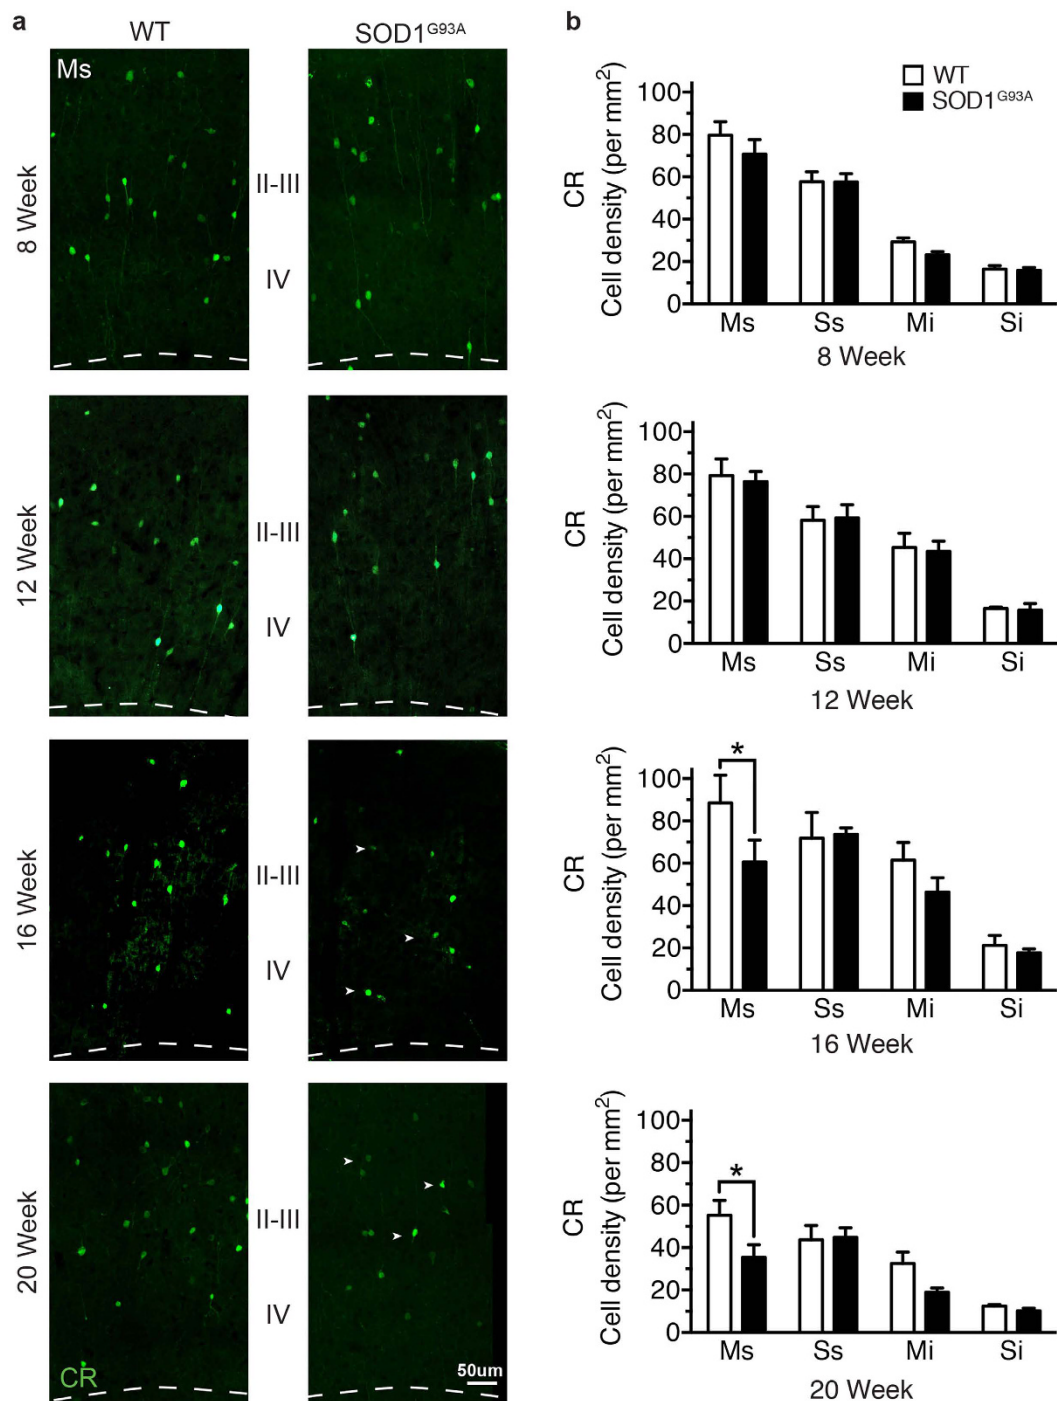 a
WT
SOD1G93A
Ms
8 Week
II-III
IV
12 Week
II-III
IV
16 Week
II-III
IV
20 Week
II-III
IV
CR
50um
b
WT
SOD1G93A
CR
Cell density (per mm2)
100
80
60
40
20
0
Ms Ss Mi Si
8 Week
CR
Cell density (per mm2)
100
80
60
40
20
0
Ms Ss Mi Si
12 Week
CR
Cell density (per mm2)
100
80
60
40
20
0
*
Ms Ss Mi Si
16 Week
CR
Cell density (per mm2)
100
80
60
40
20
0
*
Ms Ss Mi Si
20 Week